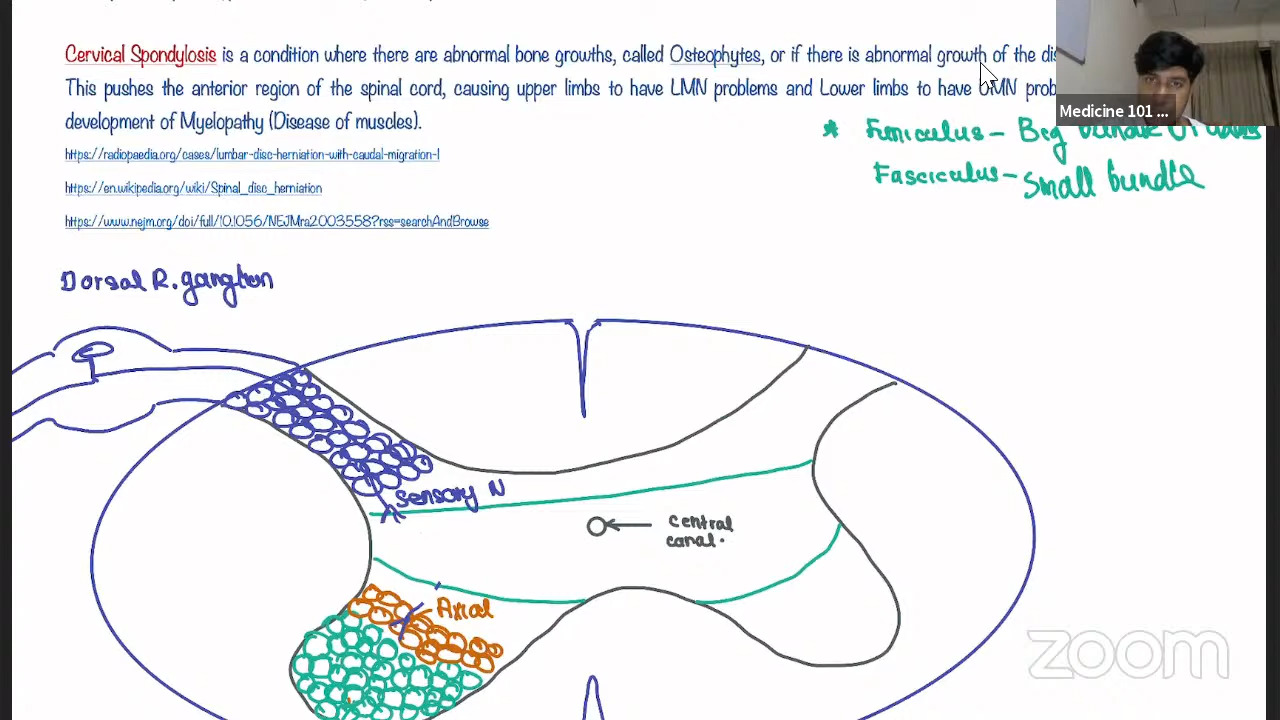 Cervical Spondylosis is a condition where there are abnormal bone growths, called Osteophytes, or if there is abnormal growth of the
This pushes the anterior region of the spinal cord, causing upper limbs to have LMN problems and Lower limbs to have UMN
development of Myelopathy (Disease of muscles).
Medicine 101 ...
* Funiculus - Big bundle of
Fasciculus - Small bundle
https://radiopaedia.org/cases/lumbar-disc-herniation-with-caudal-migration-1
https://en.wikipedia.org/wiki/Spinal_disc_herniation
https://www.nejm.org/doi/full/10.1056/NEJMra2003558?rss=searchAndBrowse
Dorsal R. ganglion
Sensory N
central
canal.
Axial
zoom